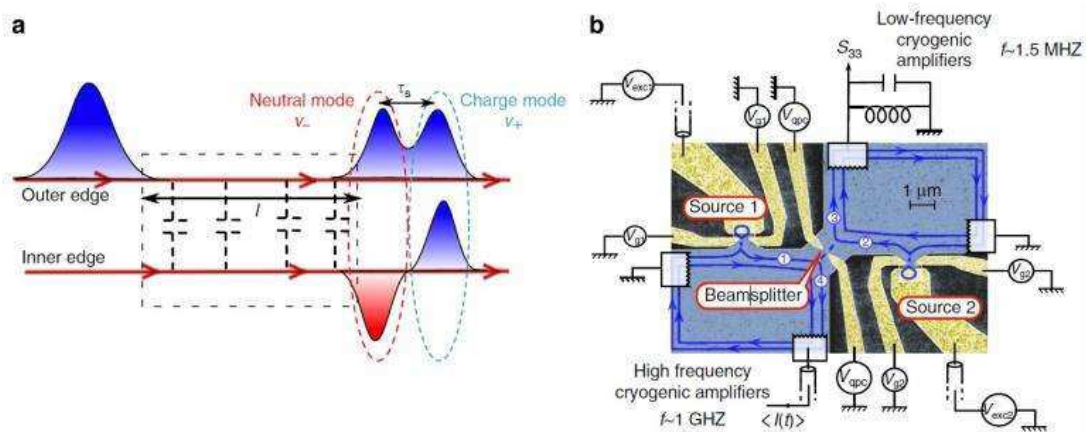 a
τs
Neutral mode
v₋
Charge mode
v₊
Outer edge
l
Inner edge
b
Low-frequency
cryogenic
amplifiers
f~1.5 MHZ
S33
Vexc1
Vg1
Vqpc
Source 1
1 μm
Vg1
3
2
1
4
Vg2
Beamsplitter
Source 2
High frequency
cryogenic amplifiers
f~1 GHZ
<I(t)>
Vqpc
Vg2
Vexc2